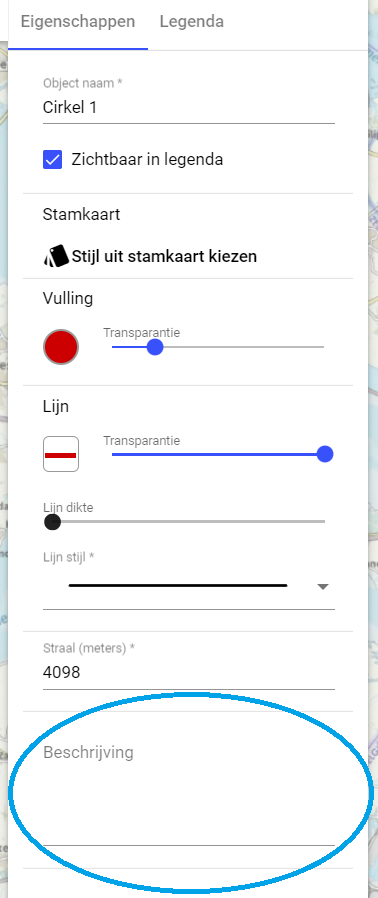 Eigenschappen Legenda
Object naam *
Cirkel 1
Zichtbaar in legenda
Stamkaart
Stijl uit stamkaart kiezen
Vulling
Transparantie
Lijn
Transparantie
Lijn dikte
Lijn stijl *
Straal (meters) *
4098
Beschrijving